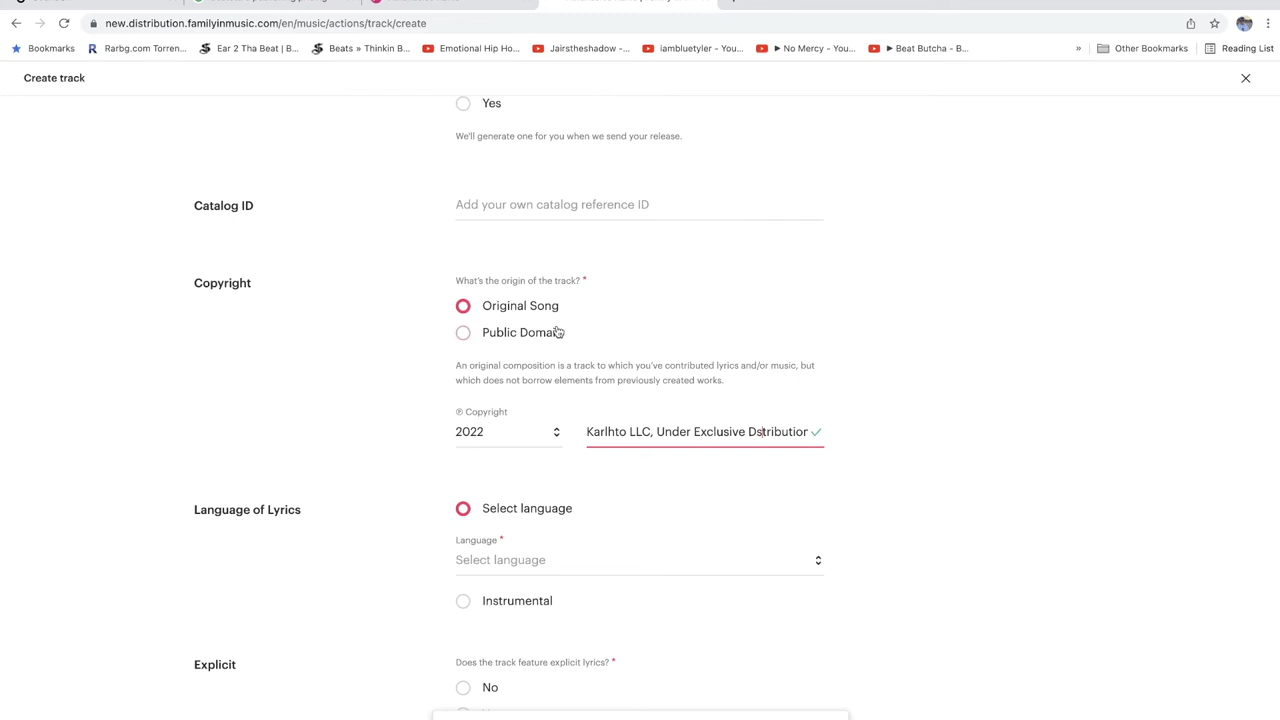 new.distribution.familyinmusic.com/en/music/actions/track/create
Bookmarks Rarbg.com Torren... Ear 2 Tha Beat | B... Beats » Thinkin B... Emotional Hip Ho... Jairstheshadow -... iambluetyler - You... ►No Mercy - You... ►Beat Butcha - B... » Other Bookmarks Reading List
Create track
Yes
We'll generate one for you when we send your release.
Catalog ID Add your own catalog reference ID
Copyright What's the origin of the track? *
Original Song
Public Domain
An original composition is a track to which you've contributed lyrics and/or music, but
which does not borrow elements from previously created works.
℗ Copyright
2022 Karlhto LLC, Under Exclusive Dstribution
Language of Lyrics Select language
Language *
Select language
Instrumental
Explicit Does the track feature explicit lyrics? *
No